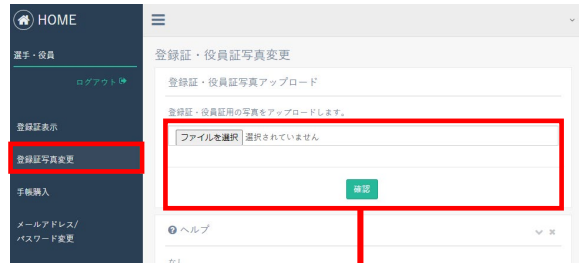 HOME
選手・役員
ログアウト
登録証表示
登録証写真変更
手帳購入
メールアドレス/
パスワード変更
登録証・役員証写真変更
登録証・役員証写真アップロード
登録証・役員証用の写真をアップロードします。
ファイルを選択 選択されていません
確認
ヘルプ
なし